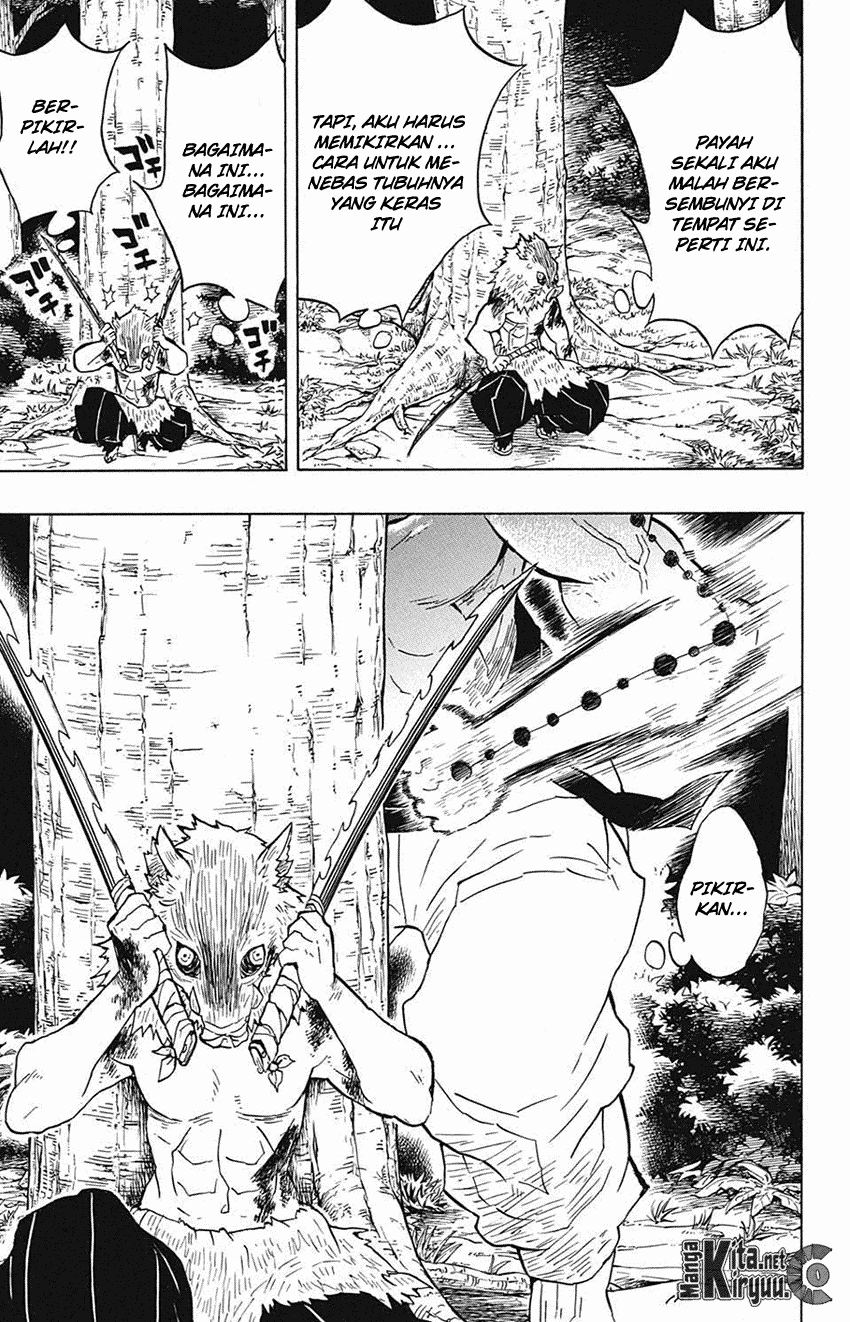 PAYAH
SEKALI AKU
MALAH BER-
SEMBUNYI DI
TEMPAT SE-
PERTI INI.
TAPI, AKU HARUS
MEMIKIRKAN ...
CARA UNTUK ME-
NEBAS TUBUHNYA
YANG KERAS
ITU
BAGAIMA-
NA INI...
BAGAIMA-
NA INI...
BER-
PIKIR-
LAH!!
ゴチ
ゴチ
ゴチ
ゴチ
PIKIR-
KAN...
Manga
Kita.net
Kiryuu.